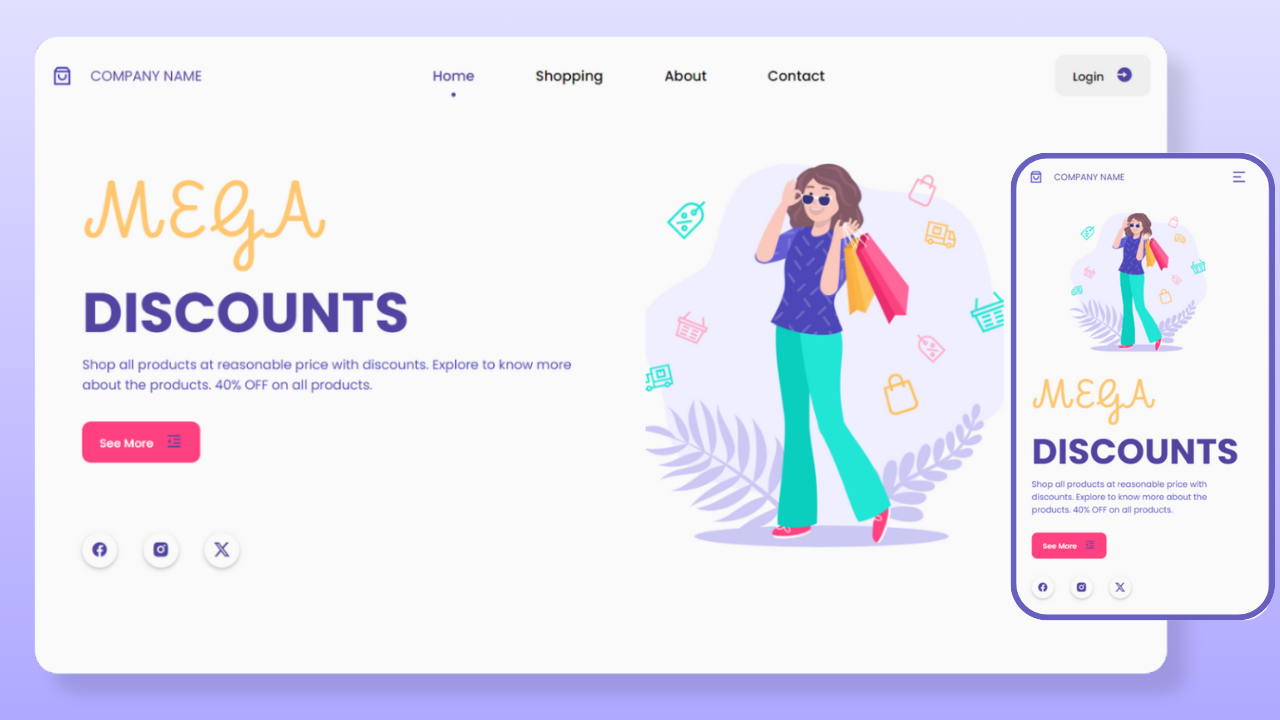 COMPANY NAME
Home Shopping About Contact
Login
MEGA
DISCOUNTS
Shop all products at reasonable price with discounts. Explore to know more
about the products. 40% OFF on all products.
See More
COMPANY NAME
MEGA
DISCOUNTS
Shop all products at reasonable price with
discounts. Explore to know more about the
products. 40% OFF on all products.
See More